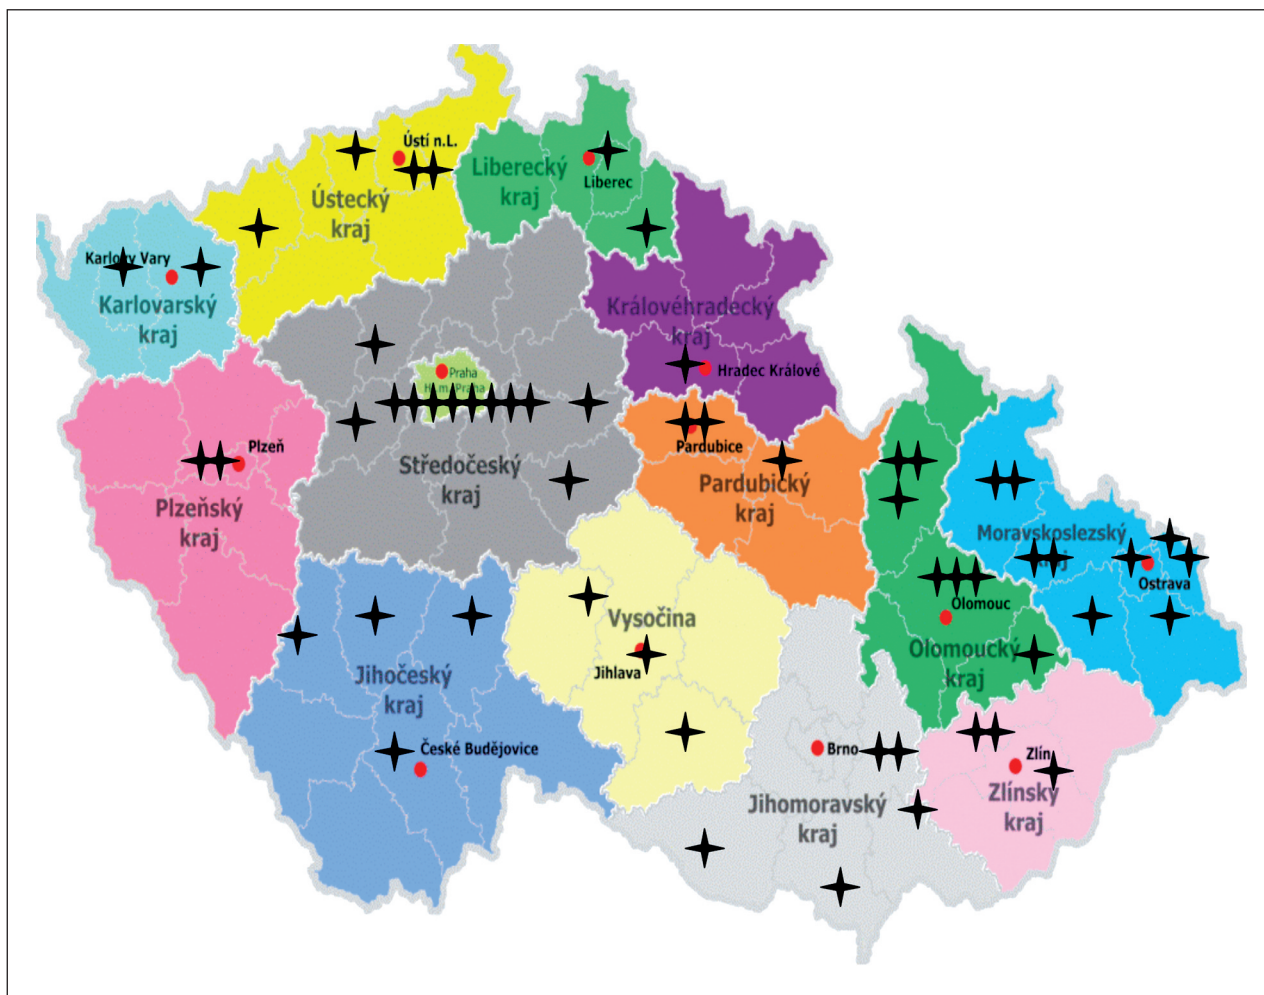 Ústí n.L.
Ústecký
kraj
Liberecký
kraj
Liberec
Karlovy Vary
Karlovarský
kraj
Královéhradecký
kraj
Hradec Králové
Praha
Plzeň
Plzeňský
kraj
Středočeský
kraj
Pardubice
Pardubický
kraj
Moravskoslezský
kraj
Ostrava
Olomouc
Olomoucký
kraj
Vysočina
Jihlava
Jihočeský
kraj
České Budějovice
Brno
Jihomoravský
kraj
Zlín
Zlínský
kraj